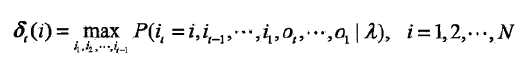 δ_t(i) = max_{i_1,i_2,⋯,i_{t-1}} P(i_t = i, i_{t-1},⋯,i_1,o_t,⋯,o_1 | λ),  i = 1,2,⋯,N